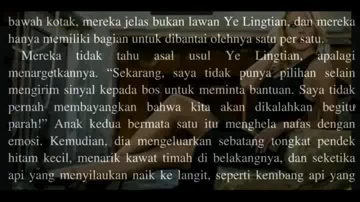 bawah kotak, mereka jelas bukan lawan Ye Lingtian, dan mereka
hanya memiliki bagian untuk dibantai olehnya satu per satu.
Mereka tidak tahu asal usul Ye Lingtian, apalagi
menargetkannya. “Sekarang, saya tidak punya pilihan selain
mengirim sinyal kepada bos untuk meminta bantuan. Saya tidak
pernah membayangkan bahwa kita akan dikalahkan begitu
parah!” Anak kedua bermata satu itu menghela nafas dengan
emosi. Kemudian, dia mengeluarkan sebatang tongkat pendek
hitam kecil, menarik kawat timah di belakangnya, dan seketika
api yang menyilaukan naik ke langit, seperti kembang api yang